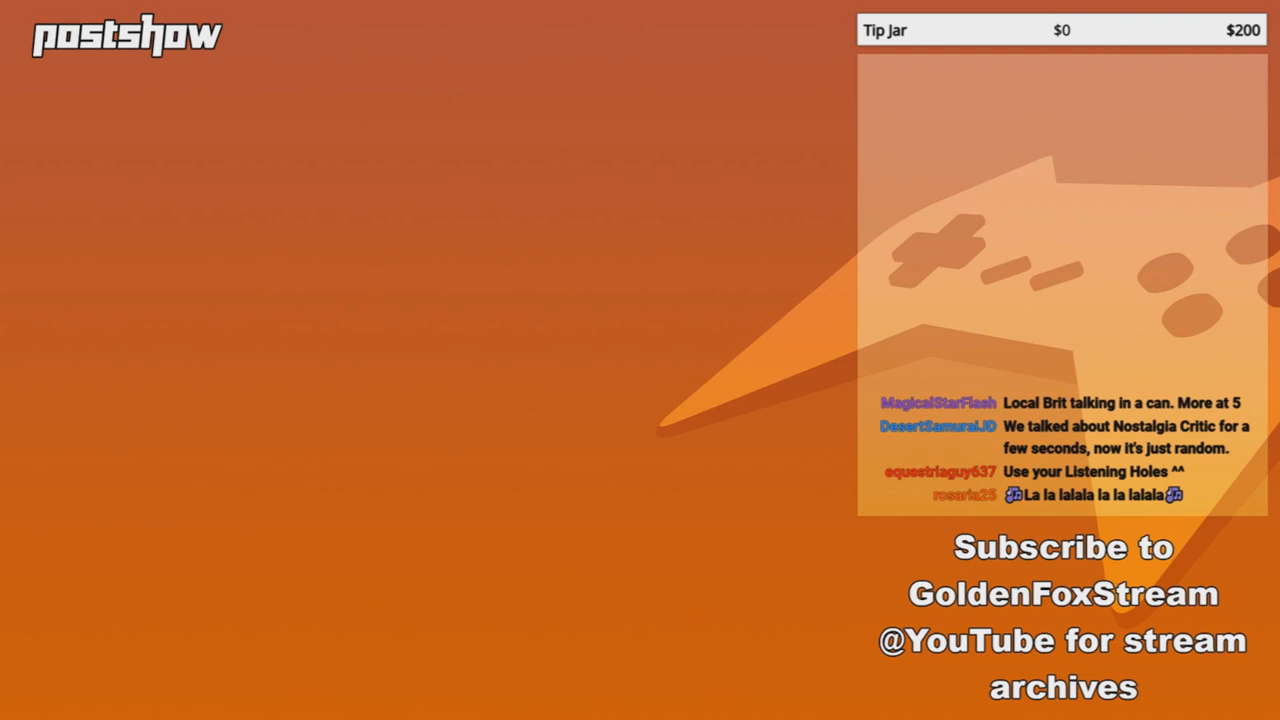 postshow
Tip Jar $0 $200
MagicalStarFlash Local Brit talking in a can. More at 5
DesertSamuraiJD We talked about Nostalgia Critic for a
few seconds, now it's just random.
equestriaguy637 Use your Listening Holes ^^
rosaria25 🎶La la lalala la la lalala🎶
Subscribe to
GoldenFoxStream
@YouTube for stream
archives